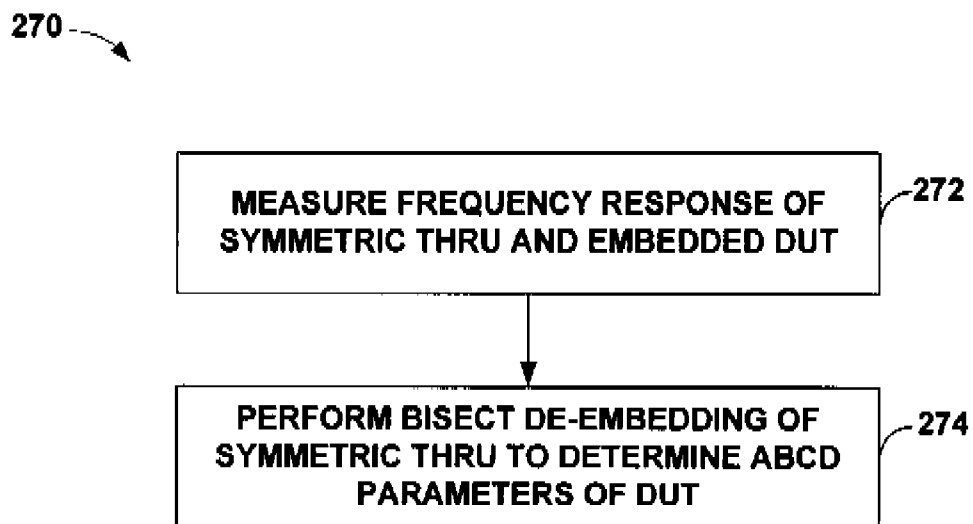 270
MEASURE FREQUENCY RESPONSE OF
SYMMETRIC THRU AND EMBEDDED DUT
272
PERFORM BISECT DE-EMBEDDING OF
SYMMETRIC THRU TO DETERMINE ABCD
PARAMETERS OF DUT
274